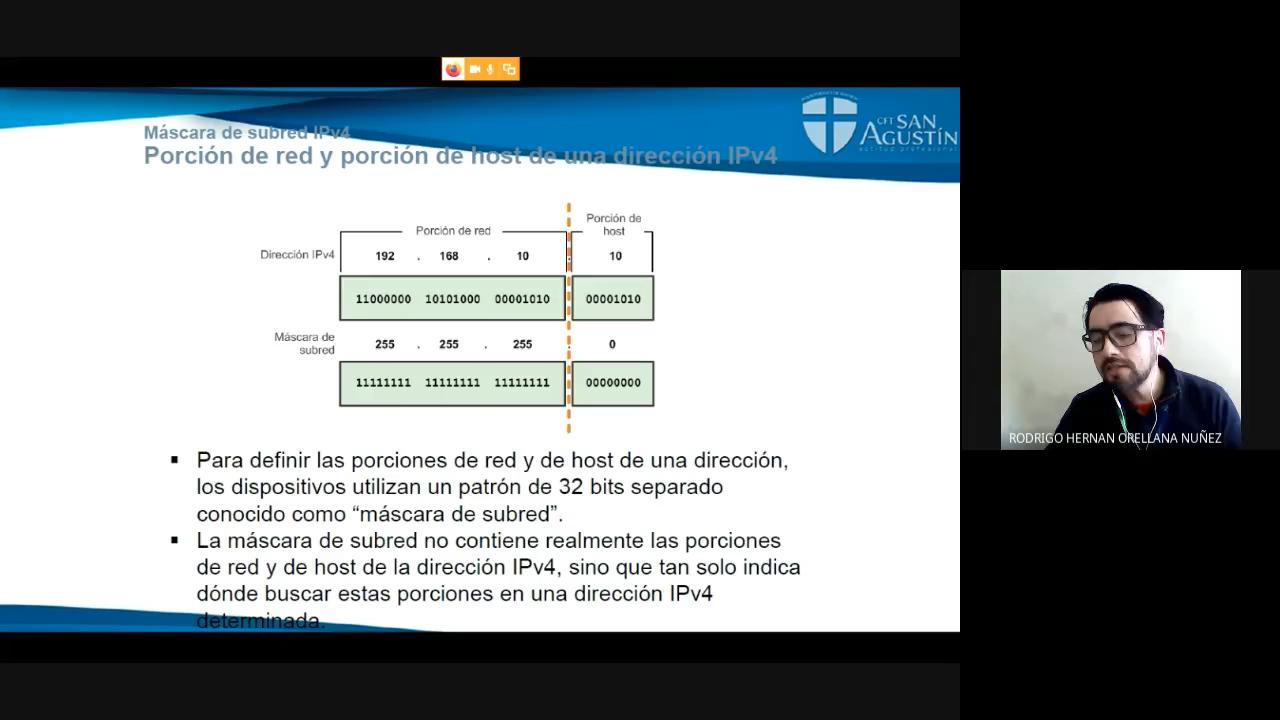 Máscara de subred IPv4
Porción de red y porción de host de una dirección IPv4
CFT SAN
AGUSTÍN
actitud profesional
Porción de red
Porción de
host
Dirección IPv4
192 . 168 . 10 . 10
11000000 10101000 00001010 00001010
Máscara de
subred
255 . 255 . 255 . 0
11111111 11111111 11111111 00000000
▪ Para definir las porciones de red y de host de una dirección,
los dispositivos utilizan un patrón de 32 bits separado
conocido como “máscara de subred”.
▪ La máscara de subred no contiene realmente las porciones
de red y de host de la dirección IPv4, sino que tan solo indica
dónde buscar estas porciones en una dirección IPv4
determinada.
RODRIGO HERNAN ORELLANA NUÑEZ